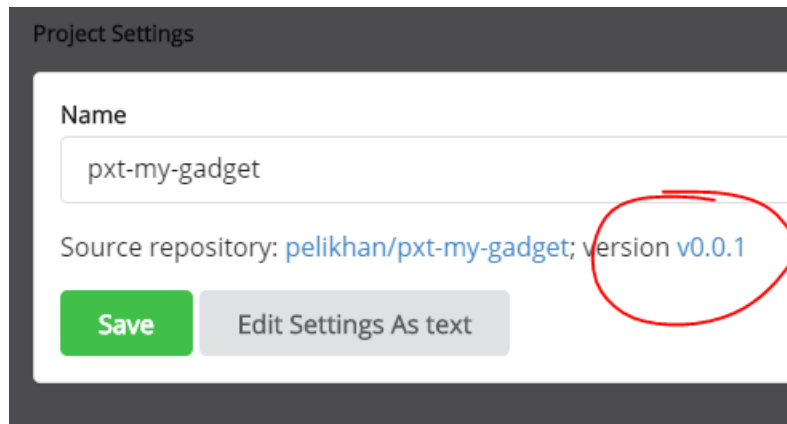 Project Settings
Name
pxt-my-gadget
Source repository: pelikhan/pxt-my-gadget; version v0.0.1
Save
Edit Settings As text